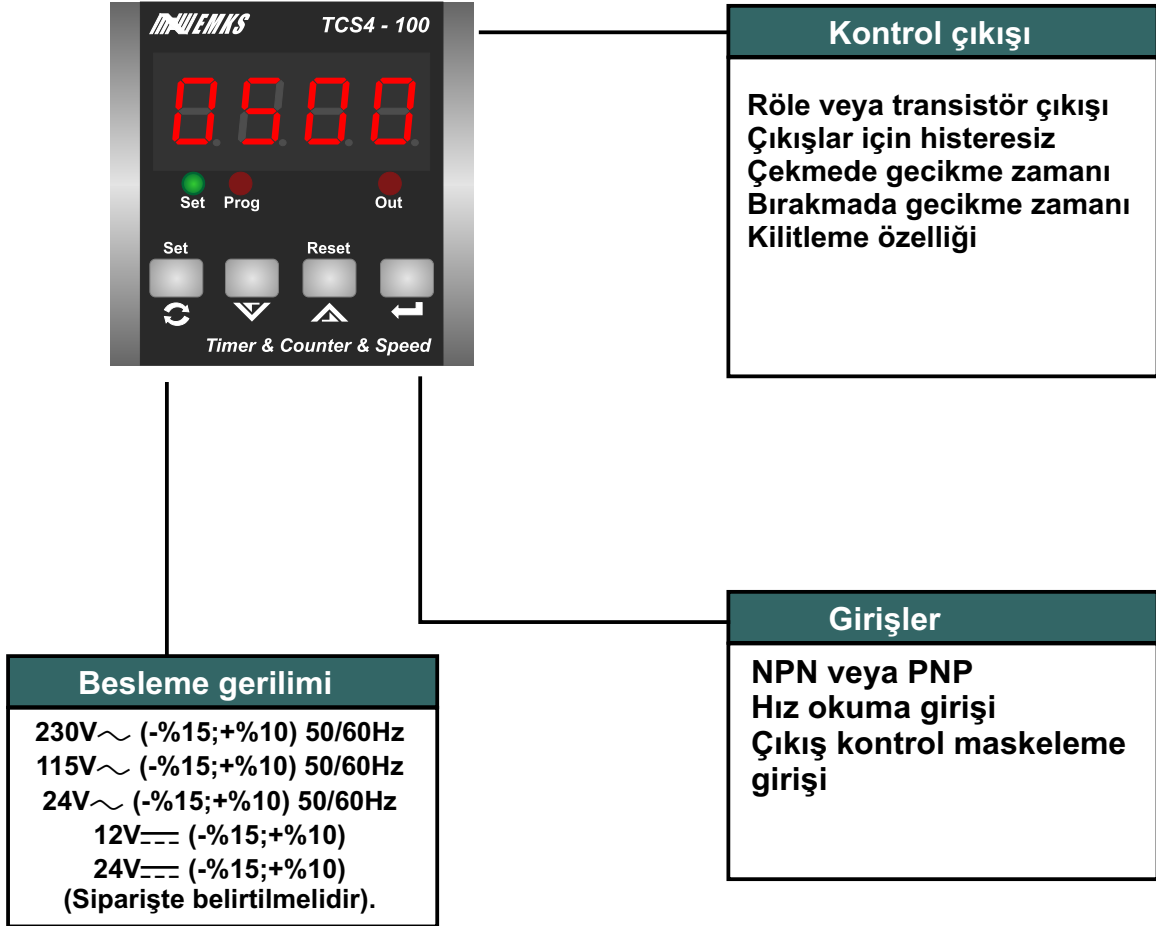 EMKS TCS4 - 100
0500
Set Prog Out
Set Reset
Timer & Counter & Speed
Kontrol çıkışı
Röle veya transistör çıkışı
Çıkışlar için histeresiz
Çekmede gecikme zamanı
Bırakmada gecikme zamanı
Kilitleme özelliği
Girişler
NPN veya PNP
Hız okuma girişi
Çıkış kontrol maskeleme
girişi
Besleme gerilimi
230V～ (-%15;+%10) 50/60Hz
115V～ (-%15;+%10) 50/60Hz
24V～ (-%15;+%10) 50/60Hz
12V⎓ (-%15;+%10)
24V⎓ (-%15;+%10)
(Siparişte belirtilmelidir).